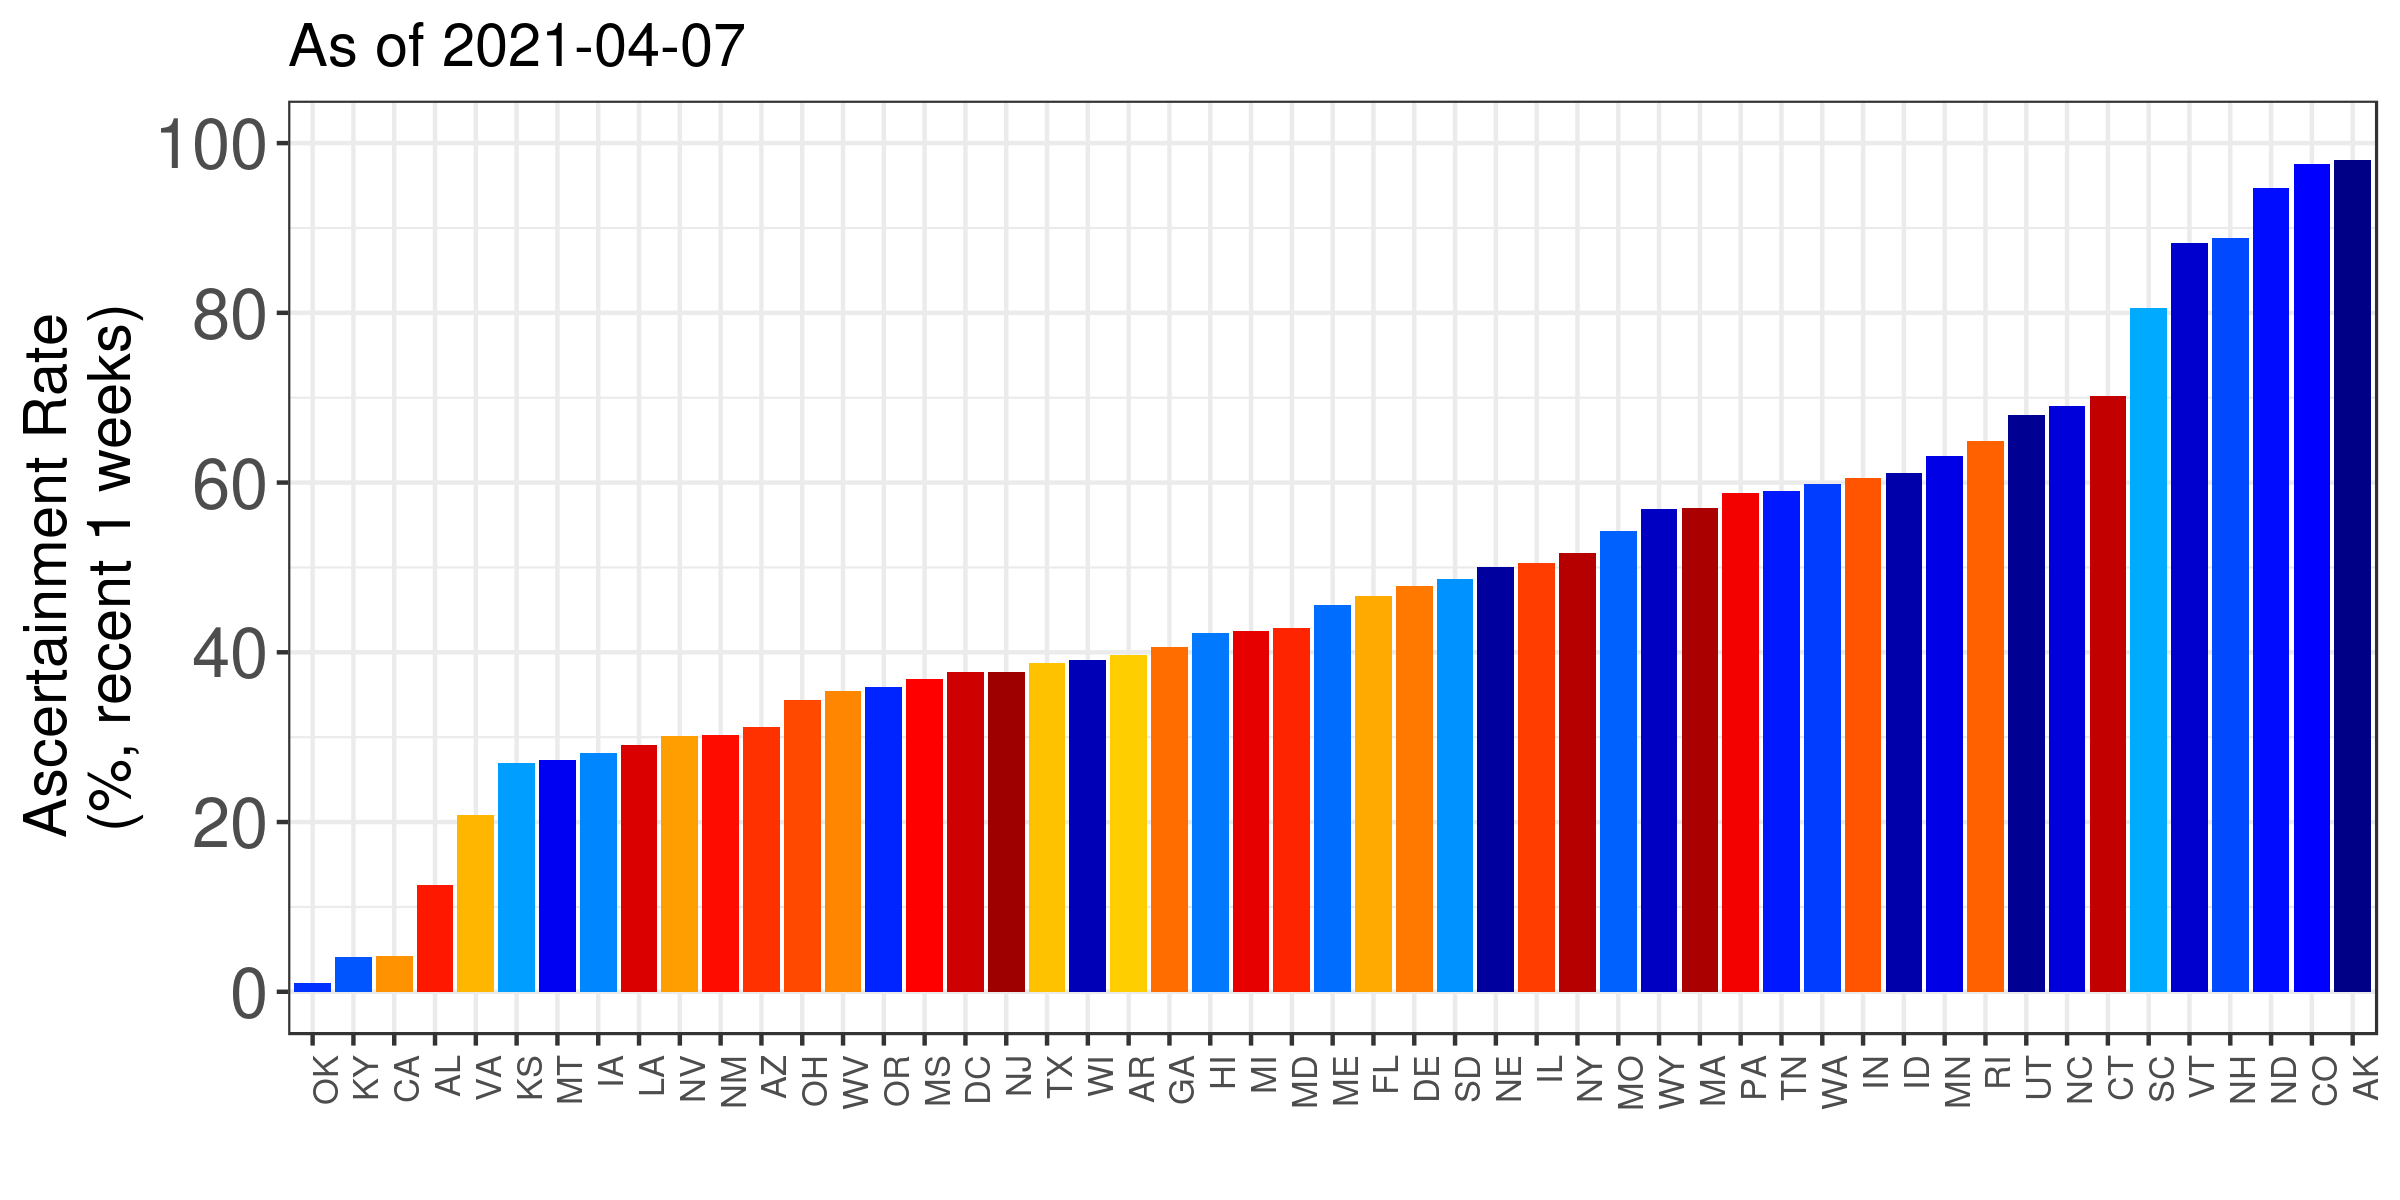 As of 2021-04-07
Ascertainment Rate
(%, recent 1 weeks)
100
80
60
40
20
0
OK KY CA AL VA KS MT IA LA NV NM AZ OH WV OR MS DC NJ TX WI AR GA HI MI MD ME FL DE SD NE IL NY MO WY MA PA TN WA IN ID MN RI UT NC CT SC VT NH ND CO AK